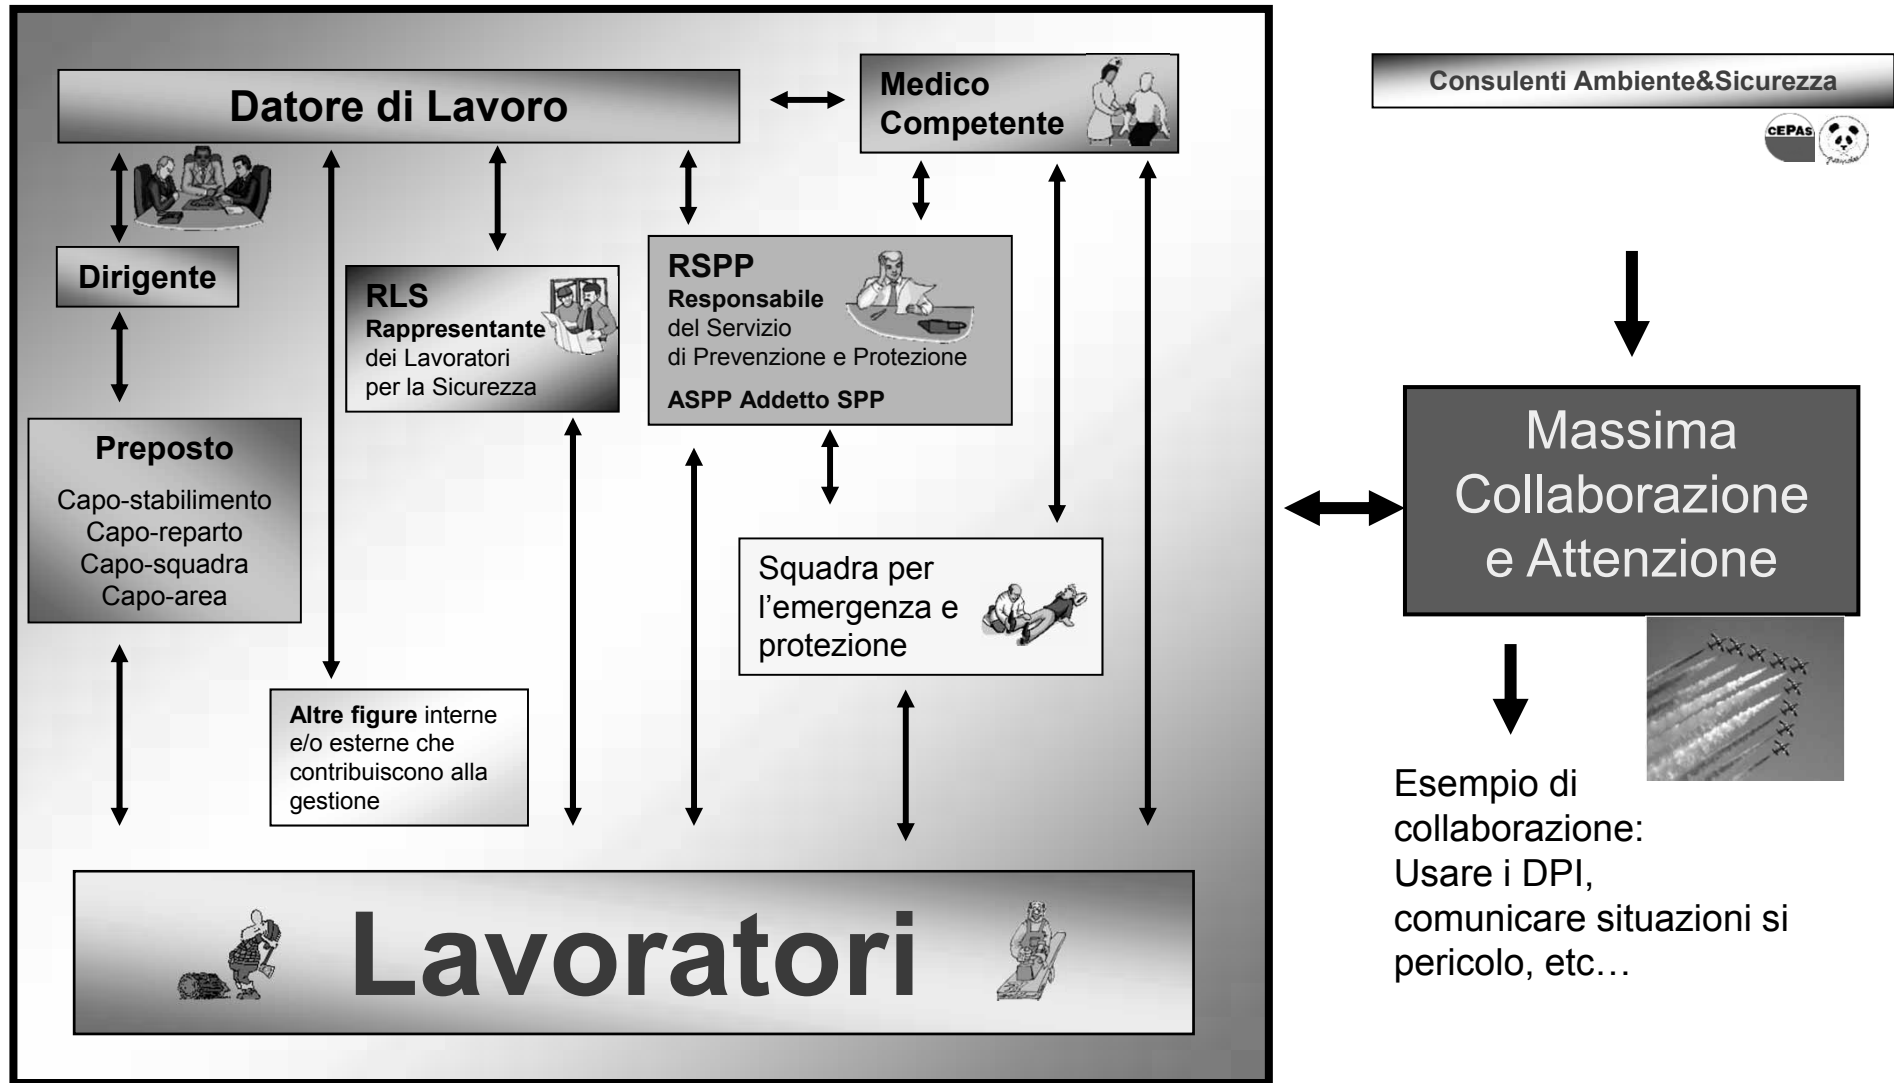 Datore di Lavoro
Medico
Competente
Dirigente
RLS
Rappresentante
dei Lavoratori
per la Sicurezza
RSPP
Responsabile
del Servizio
di Prevenzione e Protezione
ASPP Addetto SPP
Preposto
Capo-stabilimento
Capo-reparto
Capo-squadra
Capo-area
Squadra per
l’emergenza e
protezione
Altre figure interne
e/o esterne che
contribuiscono alla
gestione
Lavoratori
Consulenti Ambiente&Sicurezza
CEPAS
Massima
Collaborazione
e Attenzione
Esempio di
collaborazione:
Usare i DPI,
comunicare situazioni si
pericolo, etc…